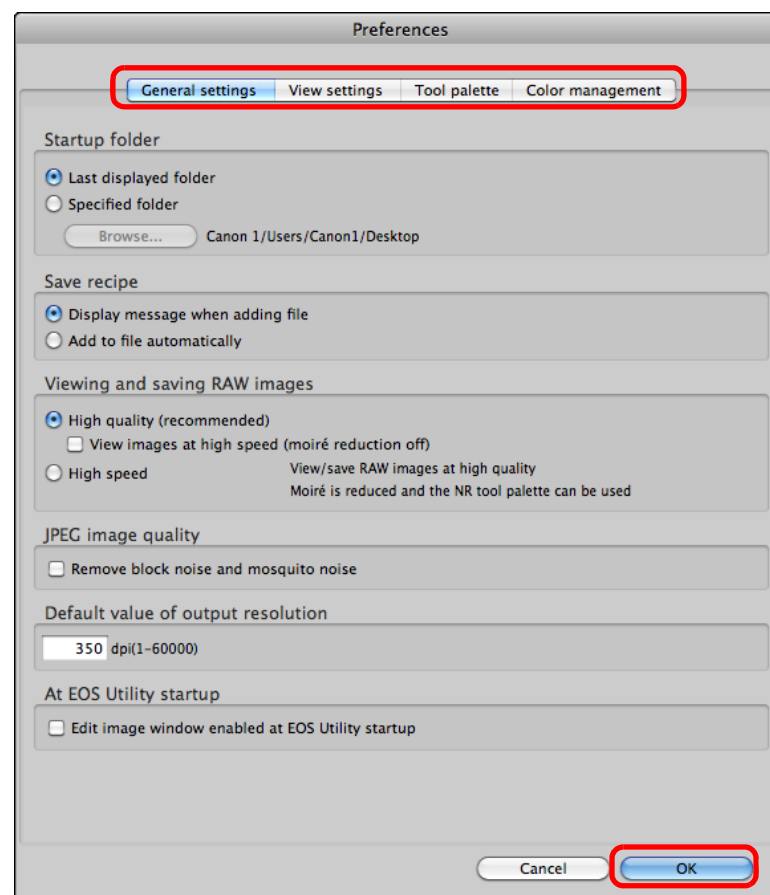 Preferences
General settings View settings Tool palette Color management
Startup folder
Last displayed folder
Specified folder
Browse... Canon 1/Users/Canon1/Desktop
Save recipe
Display message when adding file
Add to file automatically
Viewing and saving RAW images
High quality (recommended)
View images at high speed (moiré reduction off)
High speed View/save RAW images at high quality
Moiré is reduced and the NR tool palette can be used
JPEG image quality
Remove block noise and mosquito noise
Default value of output resolution
350 dpi(1-60000)
At EOS Utility startup
Edit image window enabled at EOS Utility startup
Cancel OK